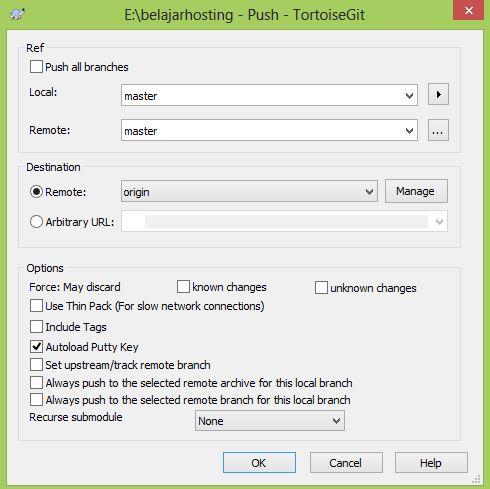 E:\belajarhosting - Push - TortoiseGit
Ref
Push all branches
Local:
master
Remote:
master
...
Destination
Remote:
origin
Manage
Arbitrary URL:
Options
Force: May discard
known changes
unknown changes
Use Thin Pack (For slow network connections)
Include Tags
Autoload Putty Key
Set upstream/track remote branch
Always push to the selected remote archive for this local branch
Always push to the selected remote branch for this local branch
Recurse submodule
None
OK
Cancel
Help